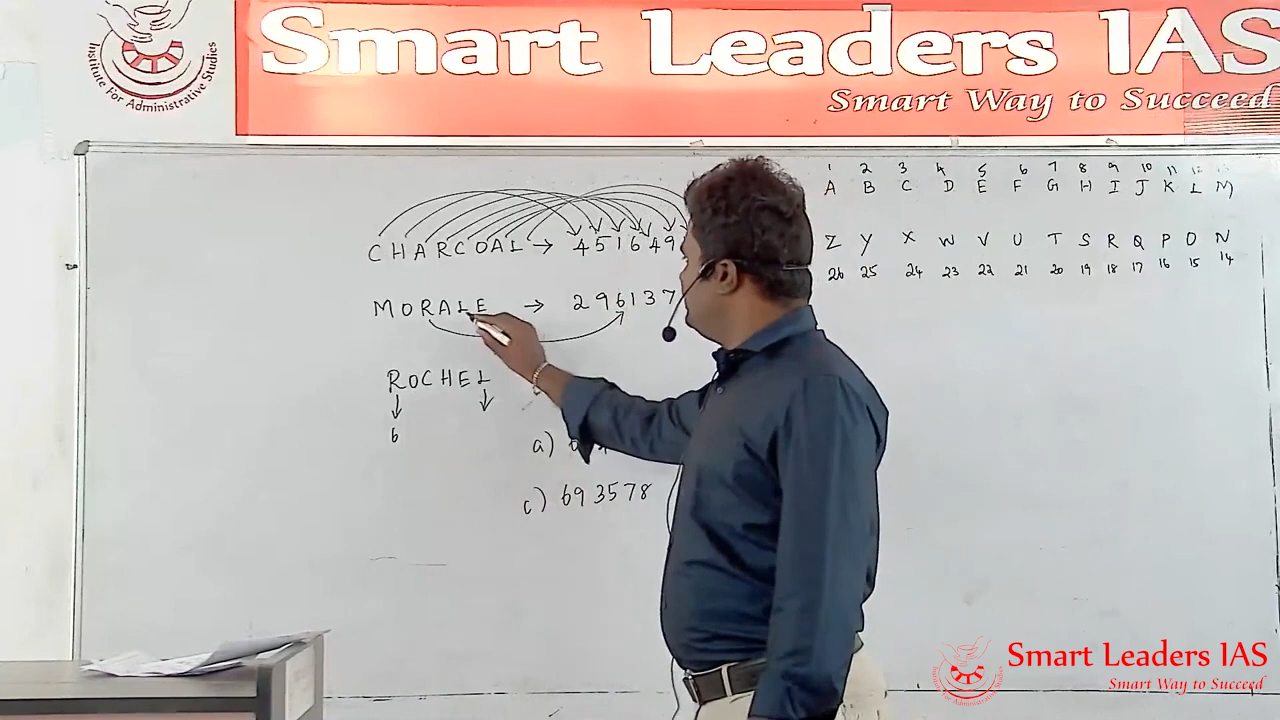 Institute For Administrative Studies
Smart Leaders IAS
Smart Way to Succeed
1 2 3 4 5 6 7 8 9 10 11 12
A B C D E F G H I J K L M
CHARCOAL → 451649
Z Y X W V U T S R Q P O N
26 25 24 23 22 21 20 19 18 17 16 15 14
MORALE → 296137
ROCHEL
6
a)
c) 693578
Smart Leaders IAS
Smart Way to Succeed